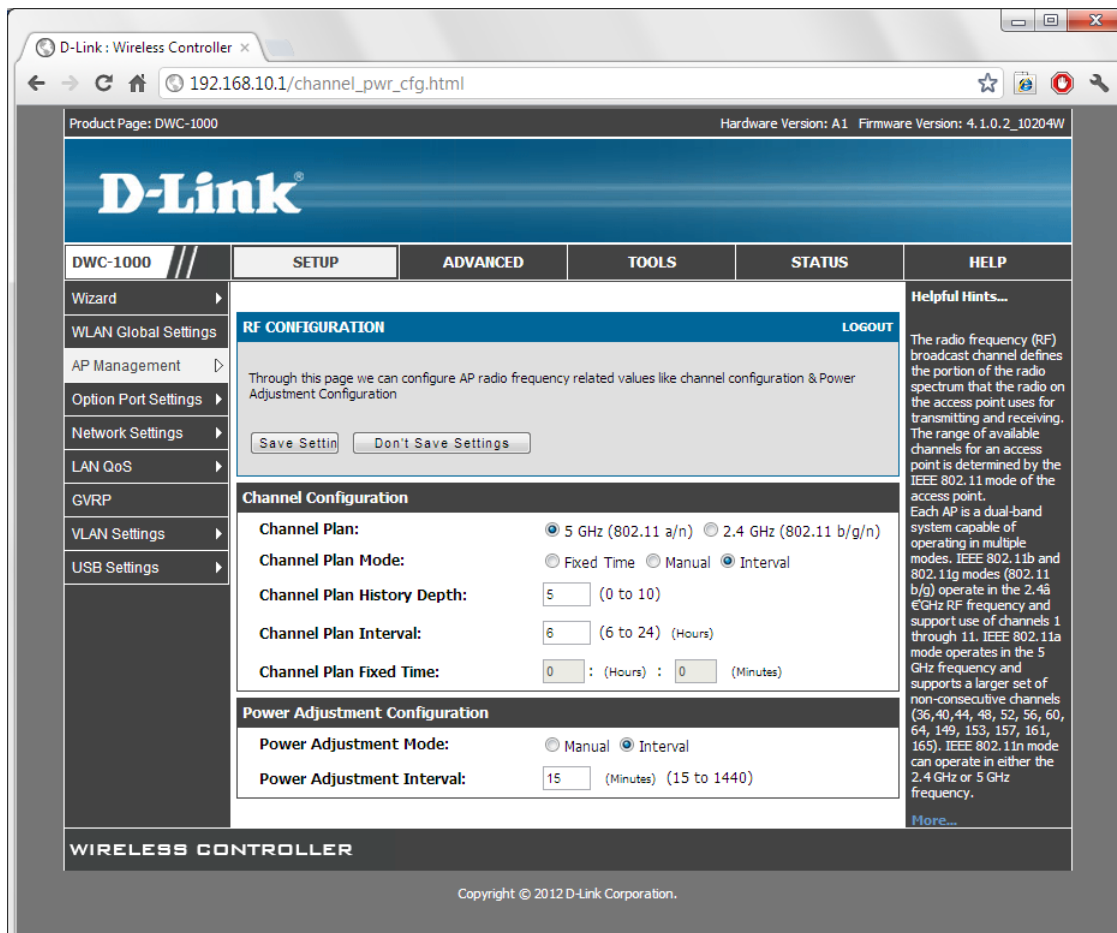 D-Link : Wireless Controller ×
192.168.10.1/channel_pwr_cfg.html
Product Page: DWC-1000
Hardware Version: A1 Firmware Version: 4.1.0.2_10204W
D-Link®
DWC-1000
SETUP
ADVANCED
TOOLS
STATUS
HELP
Wizard
WLAN Global Settings
AP Management
Option Port Settings
Network Settings
LAN QoS
GVRP
VLAN Settings
USB Settings
RF CONFIGURATION
LOGOUT
Through this page we can configure AP radio frequency related values like channel configuration & Power
Adjustment Configuration
Save Settin
Don't Save Settings
Channel Configuration
Channel Plan: 5 GHz (802.11 a/n) 2.4 GHz (802.11 b/g/n)
Channel Plan Mode: Fixed Time Manual Interval
Channel Plan History Depth: 5 (0 to 10)
Channel Plan Interval: 6 (6 to 24) (Hours)
Channel Plan Fixed Time: 0 : (Hours) : 0 (Minutes)
Power Adjustment Configuration
Power Adjustment Mode: Manual Interval
Power Adjustment Interval: 15 (Minutes) (15 to 1440)
Helpful Hints...
The radio frequency (RF)
broadcast channel defines
the portion of the radio
spectrum that the radio on
the access point uses for
transmitting and receiving.
The range of available
channels for an access
point is determined by the
IEEE 802.11 mode of the
access point.
Each AP is a dual-band
system capable of
operating in multiple
modes. IEEE 802.11b and
802.11g modes (802.11
b/g) operate in the 2.4â
€˜GHz RF frequency and
support use of channels 1
through 11. IEEE 802.11a
mode operates in the 5
GHz frequency and
supports a larger set of
non-consecutive channels
(36,40,44, 48, 52, 56, 60,
64, 149, 153, 157, 161,
165). IEEE 802.11n mode
can operate in either the
2.4 GHz or 5 GHz
frequency.
More...
WIRELESS CONTROLLER
Copyright © 2012 D-Link Corporation.